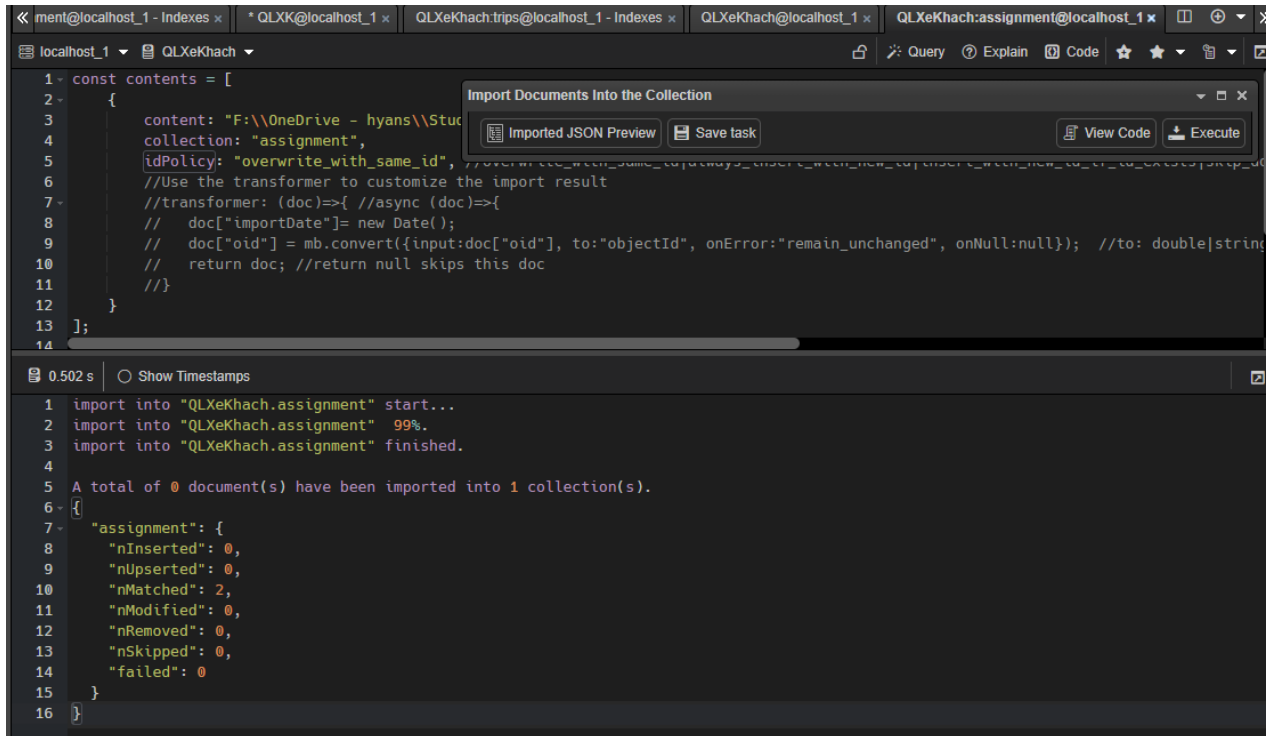 ment@localhost_1 - Indexes × * QLXK@localhost_1 × QLXeKhach:trips@localhost_1 - Indexes × QLXeKhach@localhost_1 × QLXeKhach:assignment@localhost_1 ×
localhost_1 QLXeKhach Query Explain Code
1 const contents = [
Import Documents Into the Collection
2 {
3 content: "F:\\OneDrive - hyans\\Stud
Imported JSON Preview Save task View Code Execute
4 collection: "assignment",
5 idPolicy: "overwrite_with_same_id", //overwrite_with_same_id|always_insert_with_new_id|insert_with_new_id_if_id_exists|skip_do
6 //Use the transformer to customize the import result
7 //transformer: (doc)=>{ //async (doc)=>{
8 // doc["importDate"]= new Date();
9 // doc["oid"] = mb.convert({input:doc["oid"], to:"objectId", onError:"remain_unchanged", onNull:null}); //to: double|string
10 // return doc; //return null skips this doc
11 //}
12 }
13 ];
14
0.502 s Show Timestamps
1 import into "QLXeKhach.assignment" start...
2 import into "QLXeKhach.assignment" 99%.
3 import into "QLXeKhach.assignment" finished.
4
5 A total of 0 document(s) have been imported into 1 collection(s).
6 {
7 "assignment": {
8 "nInserted": 0,
9 "nUpserted": 0,
10 "nMatched": 2,
11 "nModified": 0,
12 "nRemoved": 0,
13 "nSkipped": 0,
14 "failed": 0
15 }
16 }